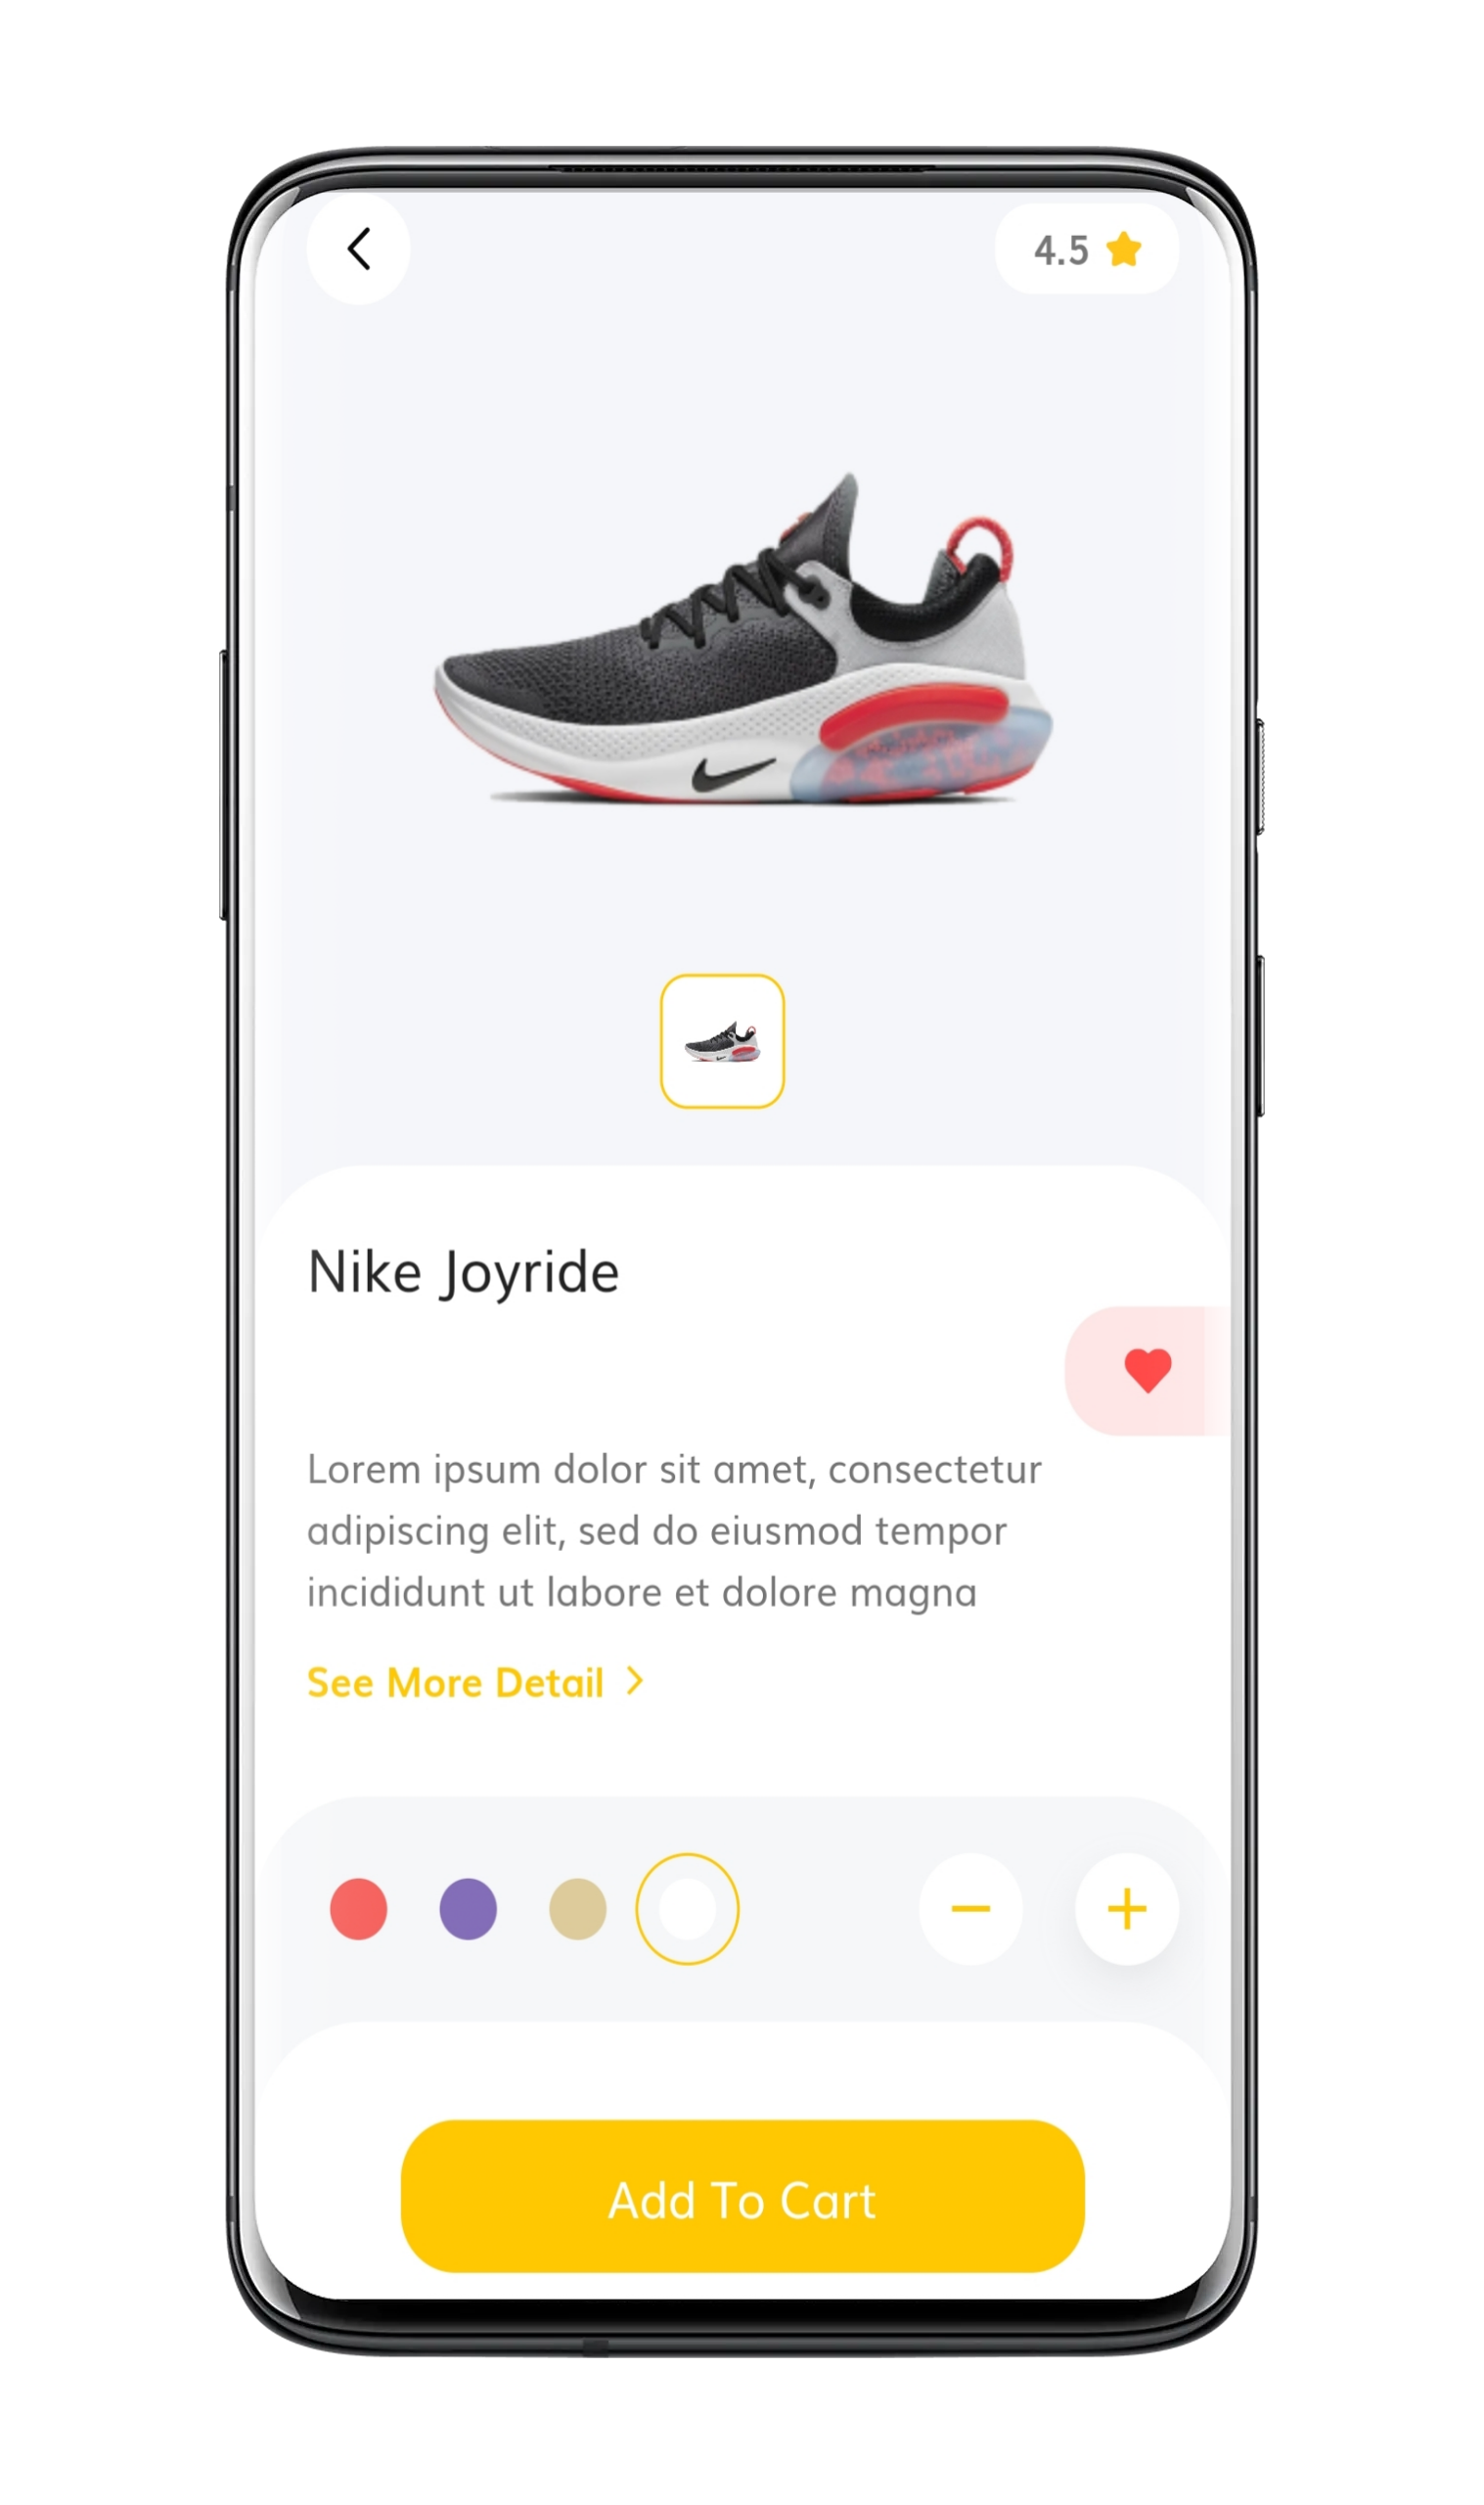 4.5
Nike Joyride
Lorem ipsum dolor sit amet, consectetur
adipiscing elit, sed do eiusmod tempor
incididunt ut labore et dolore magna
See More Detail
Add To Cart